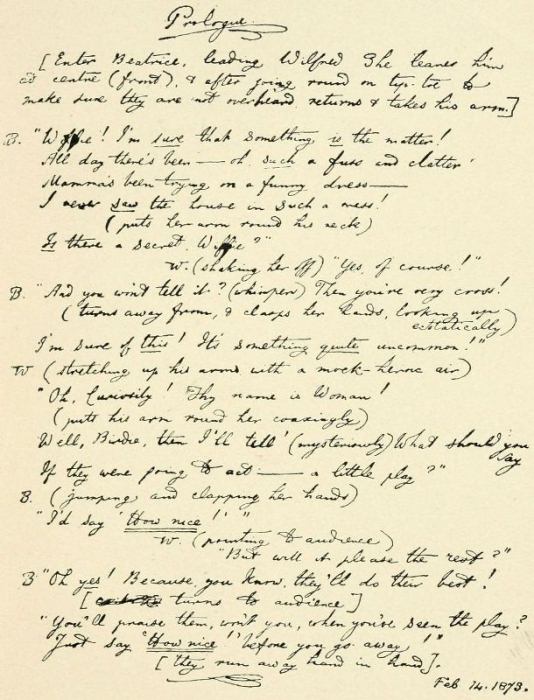 Prologue.
[Enter Beatrice, leading Wilfred. She leaves him
at centre (front), & after going round on tip-toe to
make sure they are not overheard, returns & takes his arm.]
B. "Wiffie! I'm sure that something is the matter!
All day there's been — oh such a fuss and clatter!
Mamma's been trying on a funny dress —
I never saw the house in such a mess!
(puts her arm round his neck)
Is there a secret, Wiffie?"
W. (shaking her off) "Yes, of course!"
B. "And you won't tell it? (whimpers) Then you're very cross!
(turns away from, & clasps her hands, looking up
ecstatically)
I'm sure of this! It's something quite uncommon!"
W (stretching up his arms with a mock-heroic air)
"Oh, Curiosity! Thy name is Woman!
(puts his arm round her coaxingly)
Well, Birdie, then I'll tell! (mysteriously) What should you
say
If they were going to act — a little play?"
B. (jumping and clapping her hands)
"I'd say 'How nice!'"
W. (pointing to audience)
"But will it please the rest?"
B "Oh yes! Because, you know, they'll do their best!
[turns to audience]
"You'll praise them, won't you, when you've seen the play?
Just say 'How nice!' before you go away!"
[they run away hand in hand].
Feb 14. 1873.